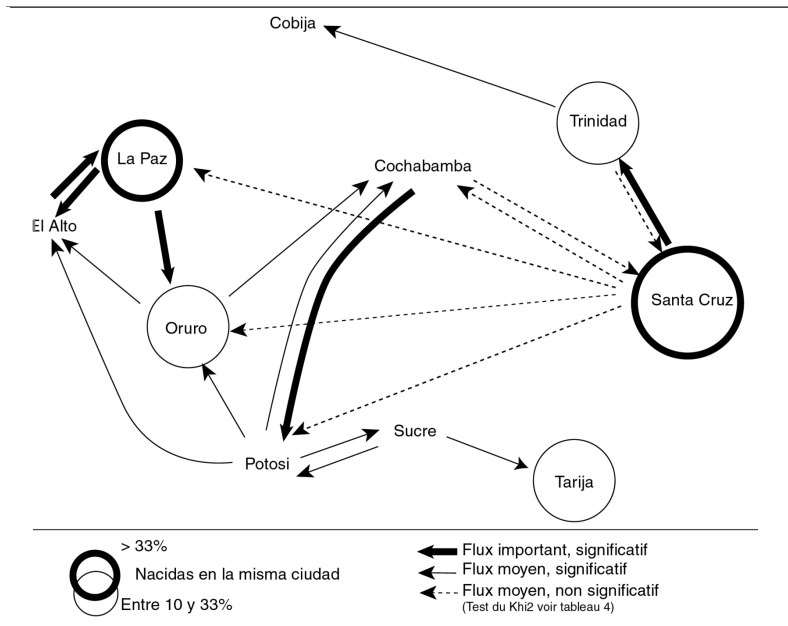 Cobija
Trinidad
La Paz
Cochabamba
El Alto
Santa Cruz
Oruro
Sucre
Potosi
Tarija
> 33%
Nacidas en la misma ciudad
Entre 10 y 33%
Flux important, significatif
Flux moyen, significatif
Flux moyen, non significatif
(Test du Khi2 voir tableau 4)